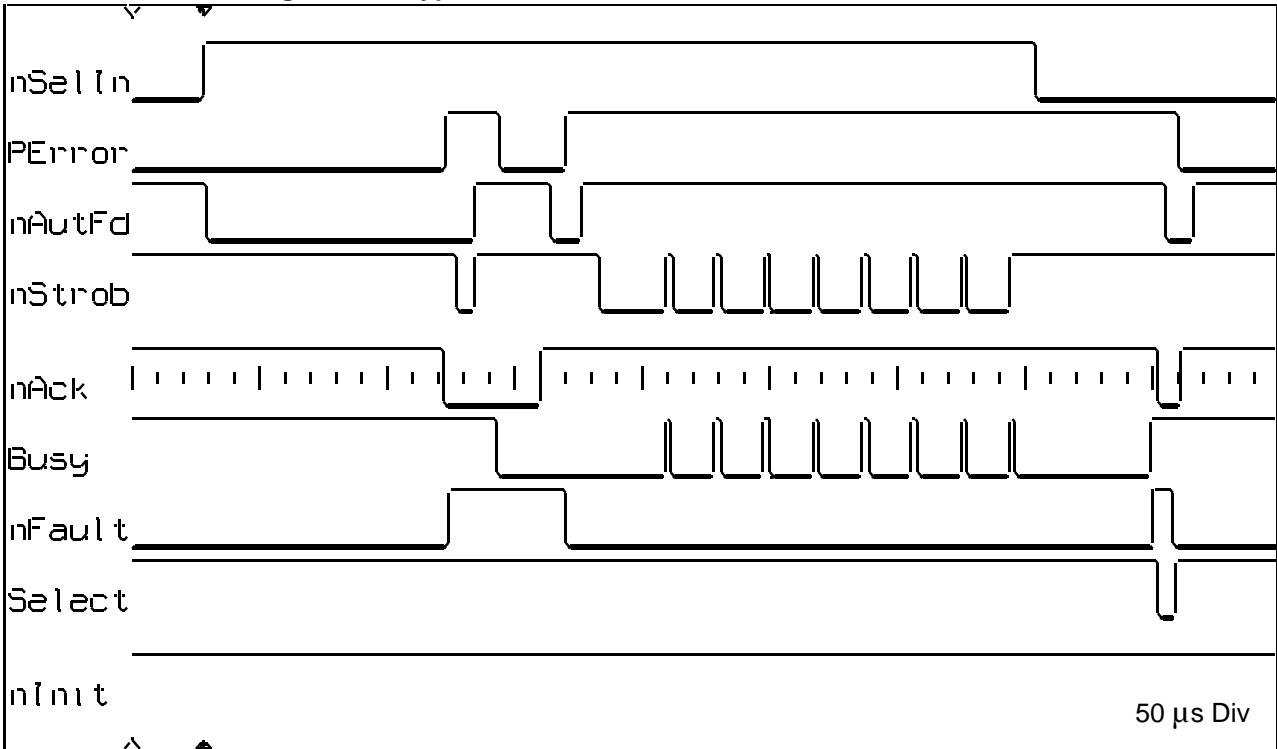 nSelIn
PError
nAutFd
nStrob
nAck
Busy
nFault
Select
nInit
50 µs Div